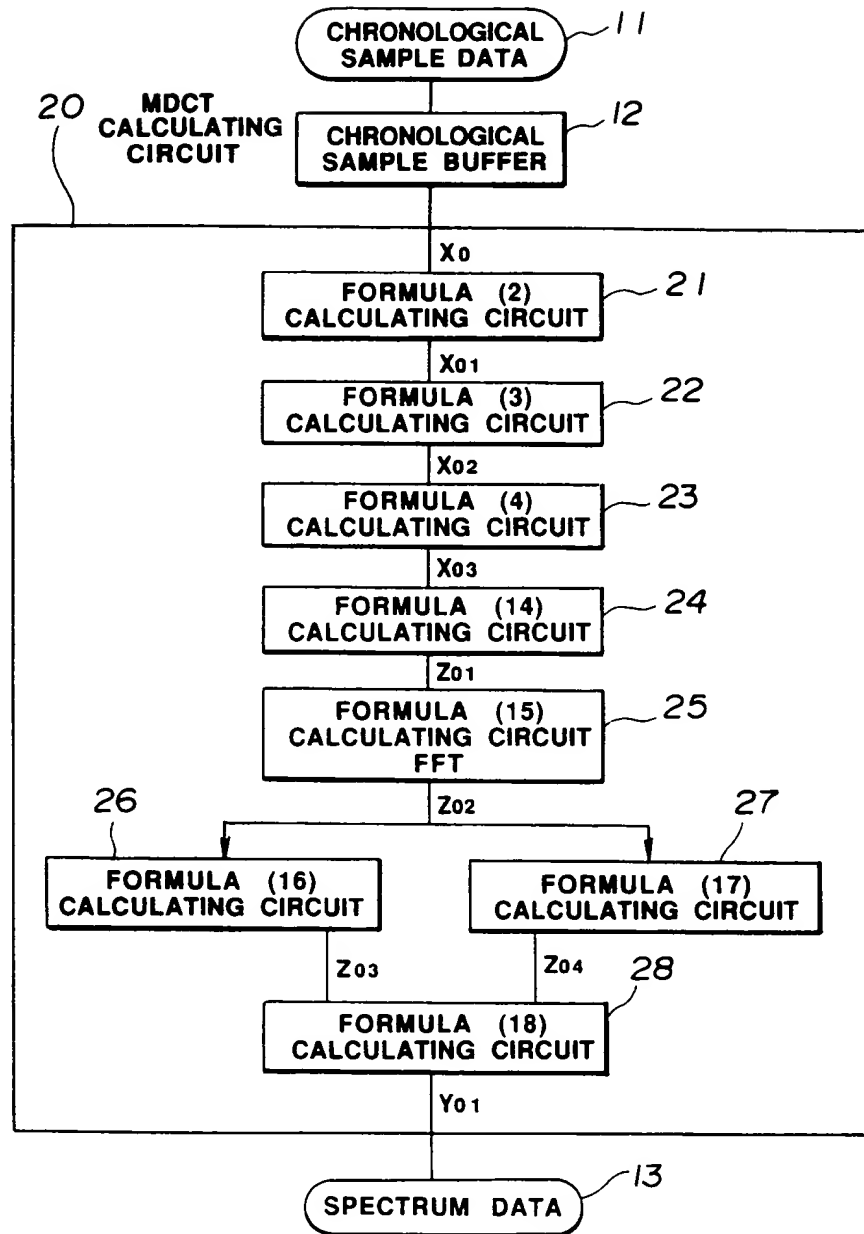 CHRONOLOGICAL
SAMPLE DATA
11
20
MDCT
CALCULATING
CIRCUIT
CHRONOLOGICAL
SAMPLE BUFFER
12
X0
FORMULA (2)
CALCULATING CIRCUIT
21
X01
FORMULA (3)
CALCULATING CIRCUIT
22
X02
FORMULA (4)
CALCULATING CIRCUIT
23
X03
FORMULA (14)
CALCULATING CIRCUIT
24
Z01
FORMULA (15)
CALCULATING CIRCUIT
FFT
25
Z02
26
FORMULA (16)
CALCULATING CIRCUIT
27
FORMULA (17)
CALCULATING CIRCUIT
Z03
Z04
28
FORMULA (18)
CALCULATING CIRCUIT
Y01
SPECTRUM DATA
13